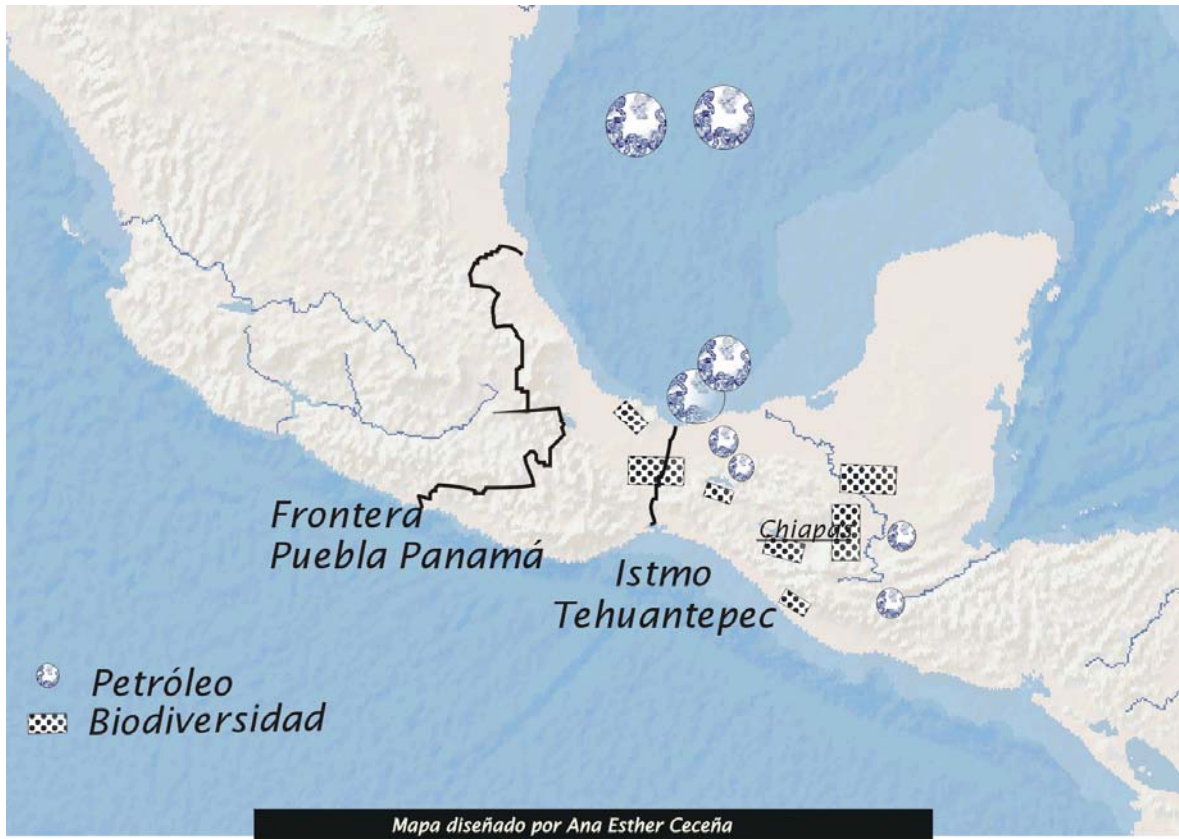 Frontera
Puebla Panamá
Istmo
Tehuantepec
Chiapas
Petróleo
Biodiversidad
Mapa diseñado por Ana Esther Ceceña